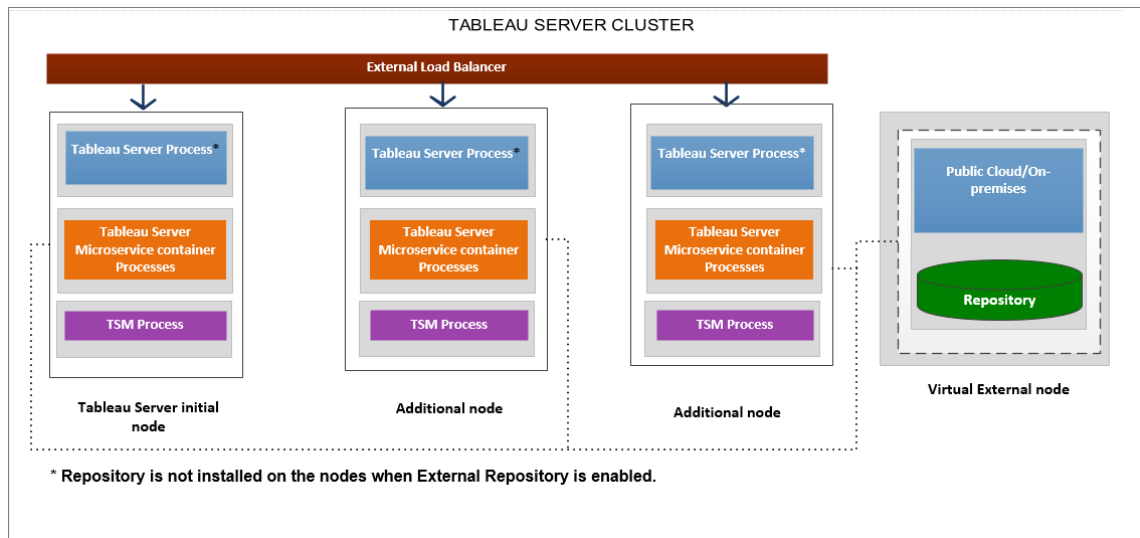 TABLEAU SERVER CLUSTER
External Load Balancer
Tableau Server Process*
Tableau Server
Microservice container
Processes
TSM Process
Tableau Server initial
node
Tableau Server Process*
Tableau Server
Microservice container
Processes
TSM Process
Additional node
Tableau Server Process*
Tableau Server
Microservice container
Processes
TSM Process
Additional node
Public Cloud/On-
premises
Repository
Virtual External node
* Repository is not installed on the nodes when External Repository is enabled.